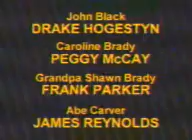 John Black
DRAKE HOGESTYN
Caroline Brady
PEGGY McCAY
Grandpa Shawn Brady
FRANK PARKER
Abe Carver
JAMES REYNOLDS